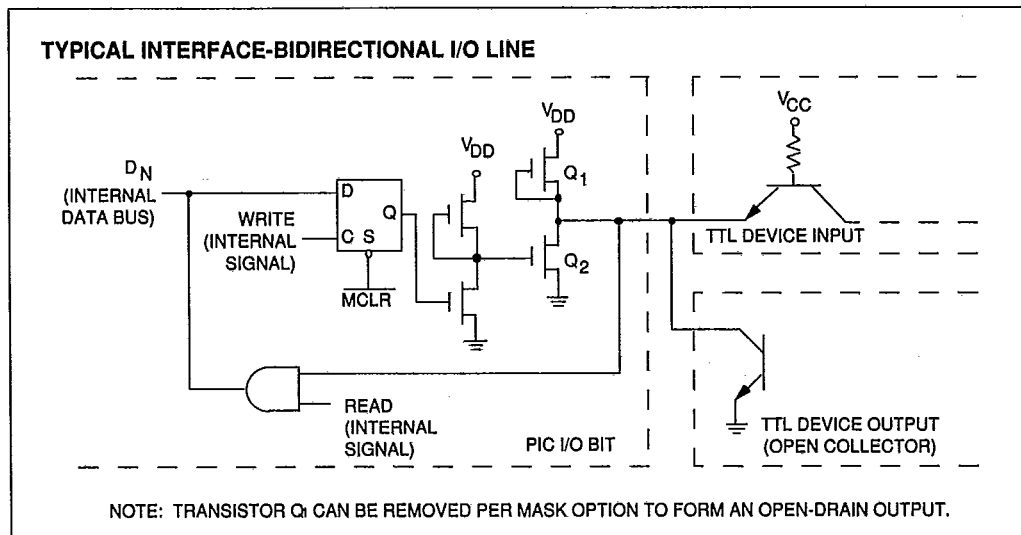 TYPICAL INTERFACE-BIDIRECTIONAL I/O LINE
VDD
VCC
VDD
DN
(INTERNAL
DATA BUS)
Q1
D
Q
WRITE
(INTERNAL
SIGNAL)
C S
TTL DEVICE INPUT
Q2
MCLR
READ
(INTERNAL
SIGNAL)
PIC I/O BIT
TTL DEVICE OUTPUT
(OPEN COLLECTOR)
NOTE: TRANSISTOR Q1 CAN BE REMOVED PER MASK OPTION TO FORM AN OPEN-DRAIN OUTPUT.